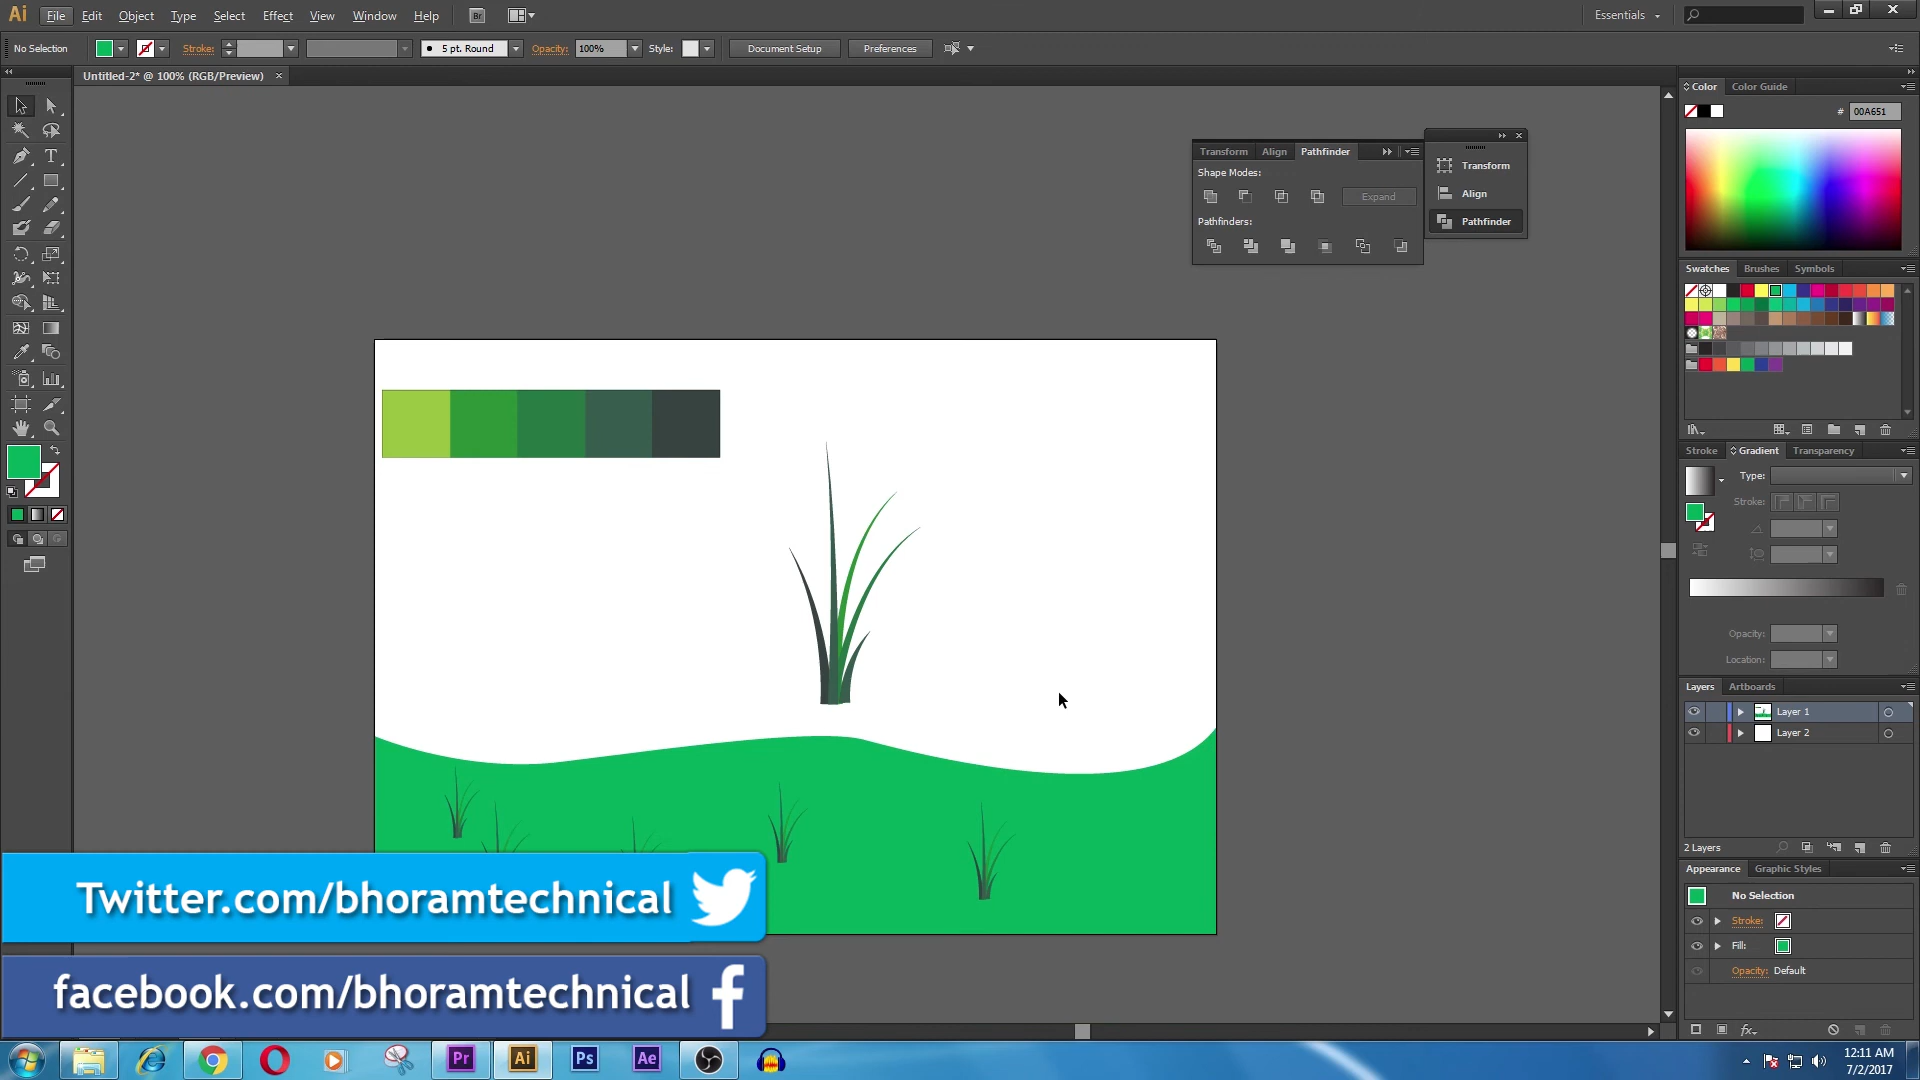 Ai File Edit Object Type Select Effect View Window Help Br Essentials
No Selection Stroke: 5 pt. Round Opacity: 100% Style: Document Setup Preferences
Untitled-2* @ 100% (RGB/Preview)
Color Color Guide
# 00A651
Transform Align Pathfinder
Shape Modes:
Expand
Pathfinders:
Transform
Align
Pathfinder
Swatches Brushes Symbols
Stroke Gradient Transparency
Type:
Stroke:
Opacity:
Location:
Layers Artboards
Layer 1
Layer 2
2 Layers
Appearance Graphic Styles
No Selection
Stroke:
Fill:
Opacity: Default
fx
Twitter.com/bhoramtechnical
facebook.com/bhoramtechnical
Pr Ai Ps Ae
12:11 AM
7/2/2017